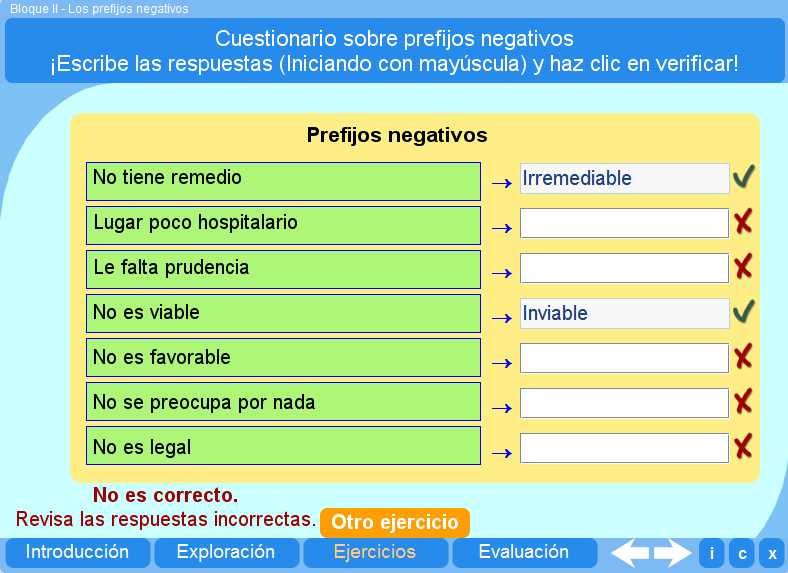 Bloque II - Los prefijos negativos
Cuestionario sobre prefijos negativos
¡Escribe las respuestas (Iniciando con mayúscula) y haz clic en verificar!
Prefijos negativos
No tiene remedio → Irremediable
Lugar poco hospitalario →
Le falta prudencia →
No es viable → Inviable
No es favorable →
No se preocupa por nada →
No es legal →
No es correcto.
Revisa las respuestas incorrectas. Otro ejercicio
Introducción Exploración Ejercicios Evaluación i c x